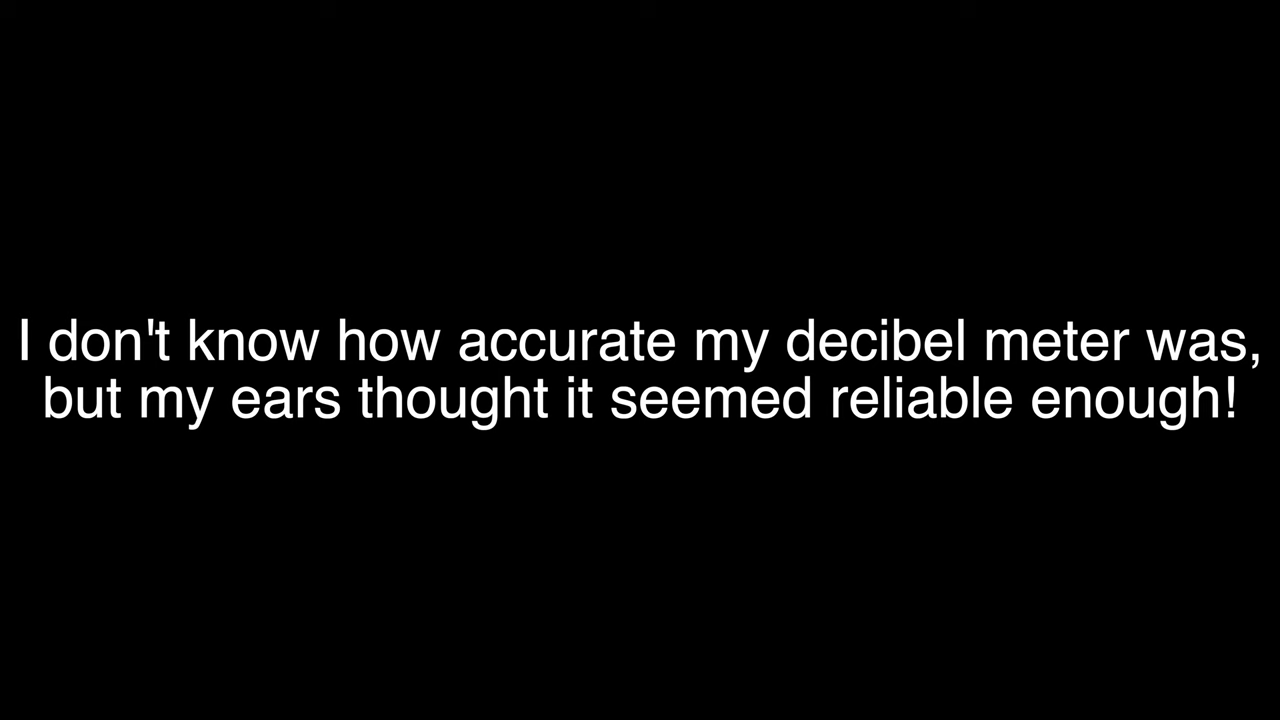 I don't know how accurate my decibel meter was,
but my ears thought it seemed reliable enough!